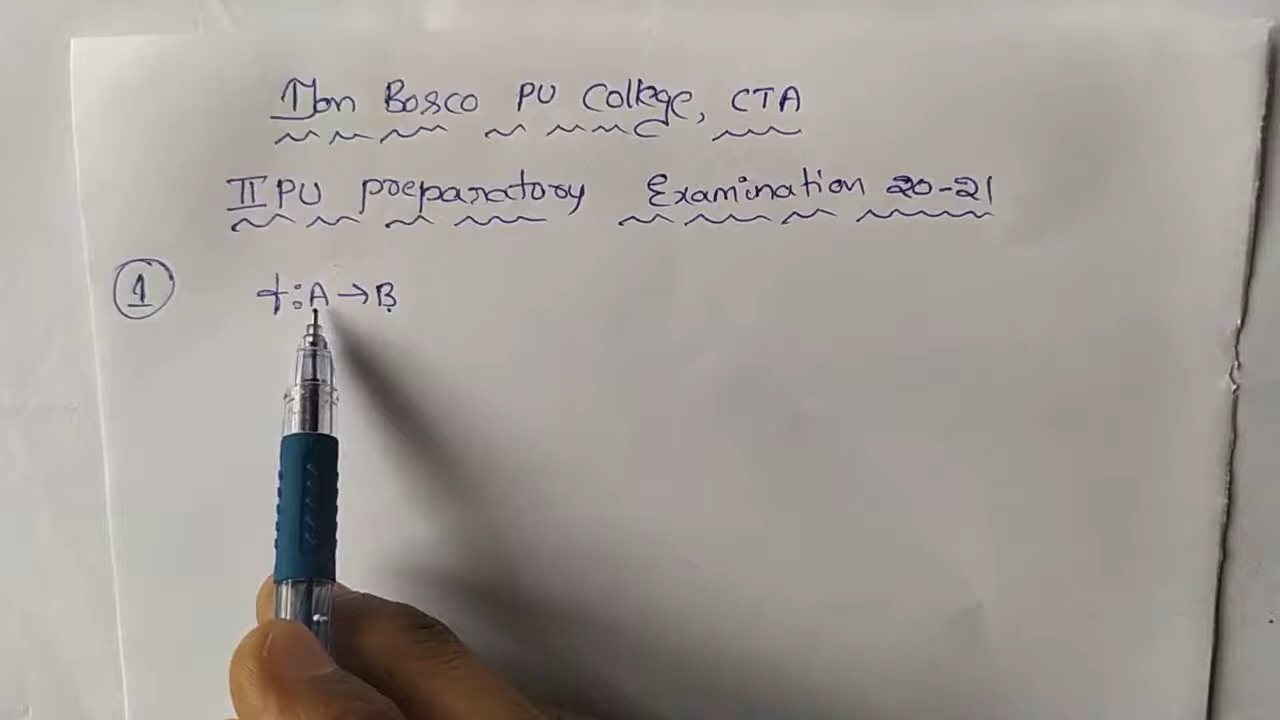 Don Bosco PU College, CTA
II PU preparatory Examination 20-21
1 f: A → B